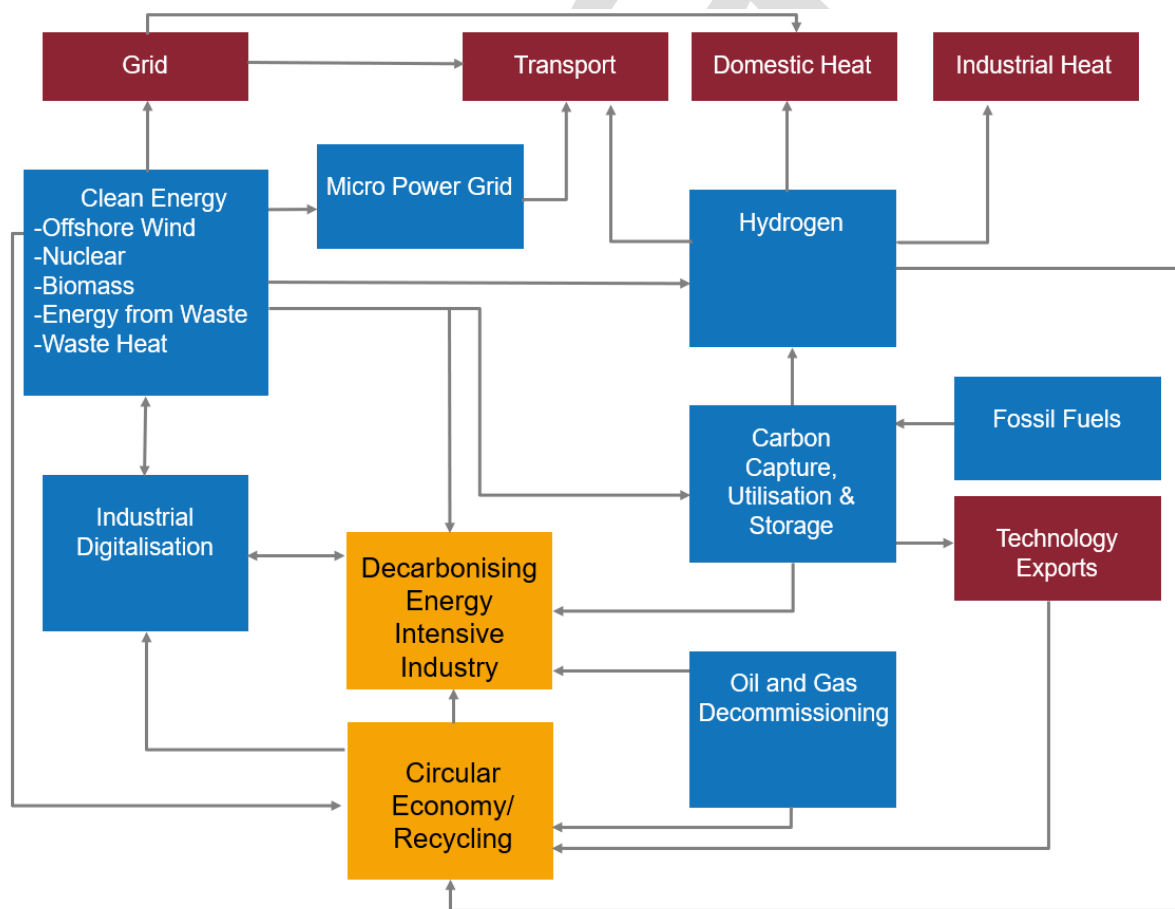 Grid
Transport
Domestic Heat
Industrial Heat
Clean Energy
-Offshore Wind
-Nuclear
-Biomass
-Energy from Waste
-Waste Heat
Micro Power Grid
Hydrogen
Fossil Fuels
Carbon
Capture,
Utilisation &
Storage
Industrial
Digitalisation
Technology
Exports
Decarbonising
Energy
Intensive
Industry
Oil and Gas
Decommissioning
Circular
Economy/
Recycling